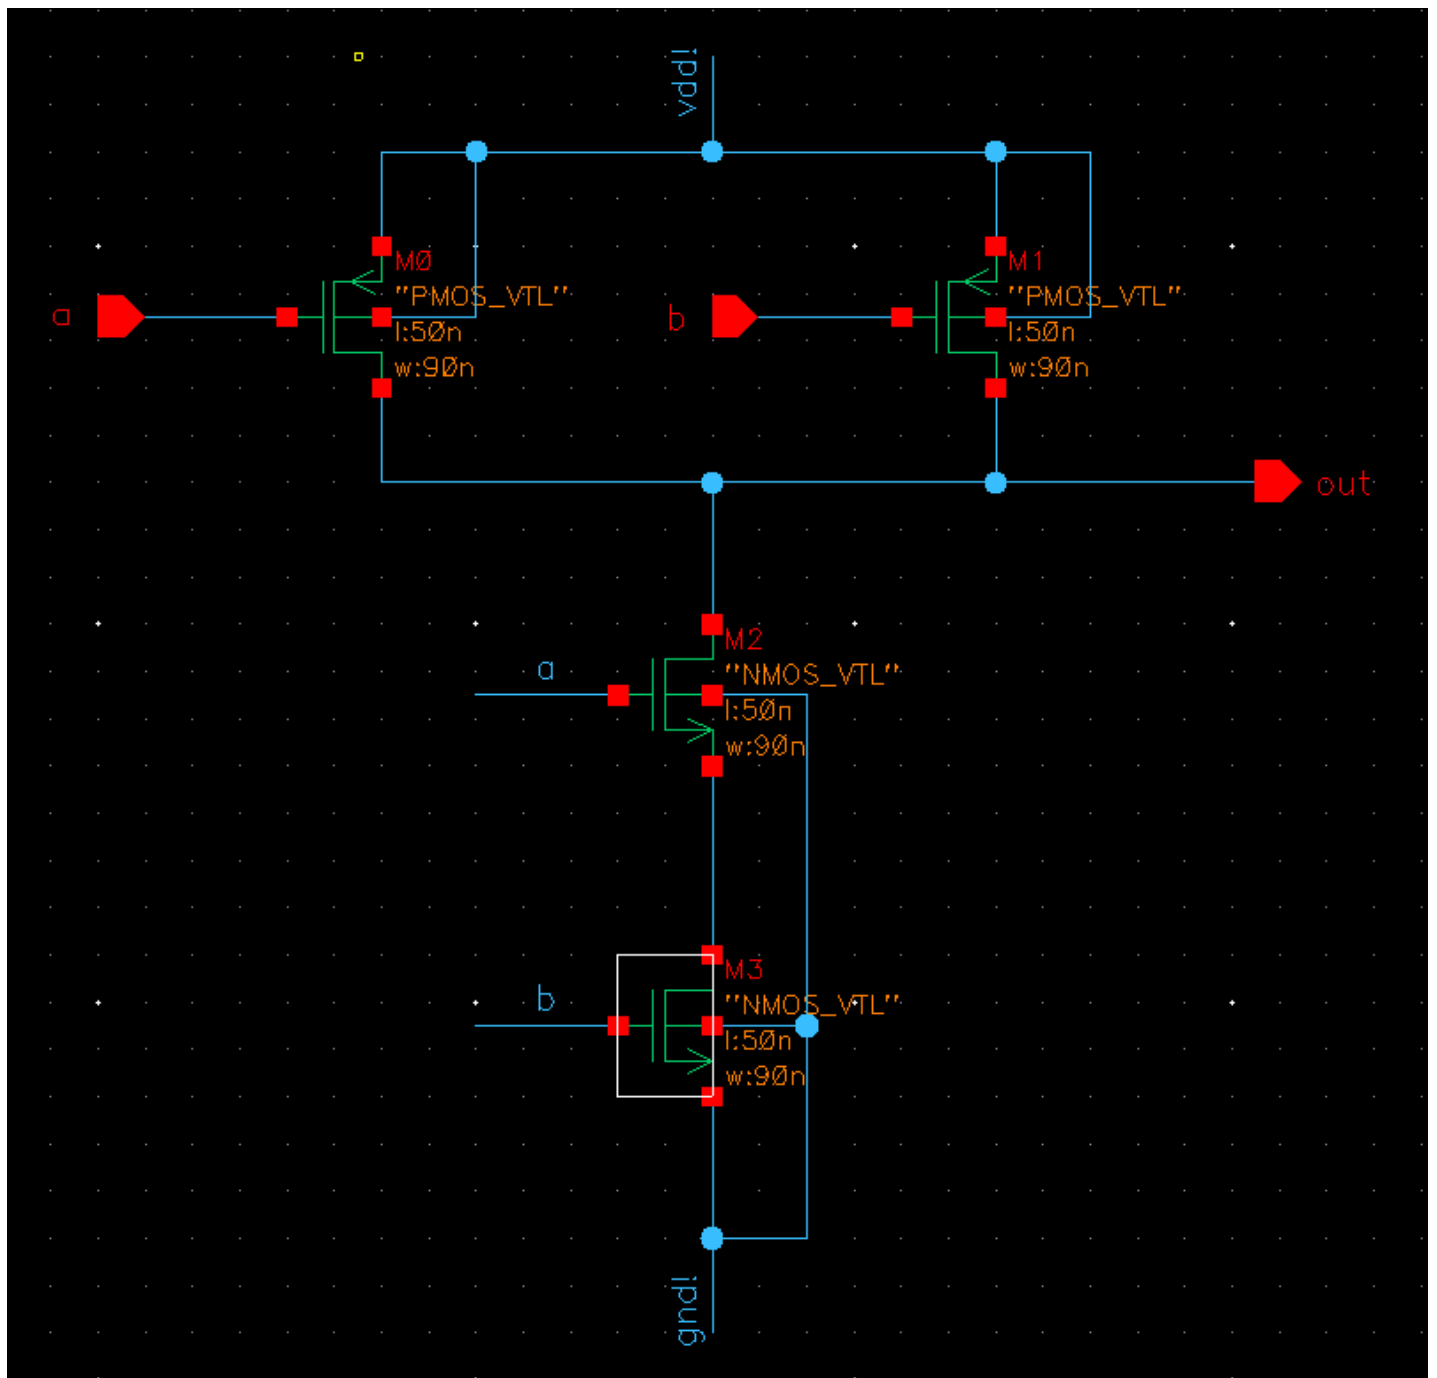 vdd!
M0
"PMOS_VTL"
l:50n
w:90n
a
M1
"PMOS_VTL"
l:50n
w:90n
b
out
M2
"NMOS_VTL"
l:50n
w:90n
a
M3
"NMOS_VTL"
l:50n
w:90n
b
gnd!